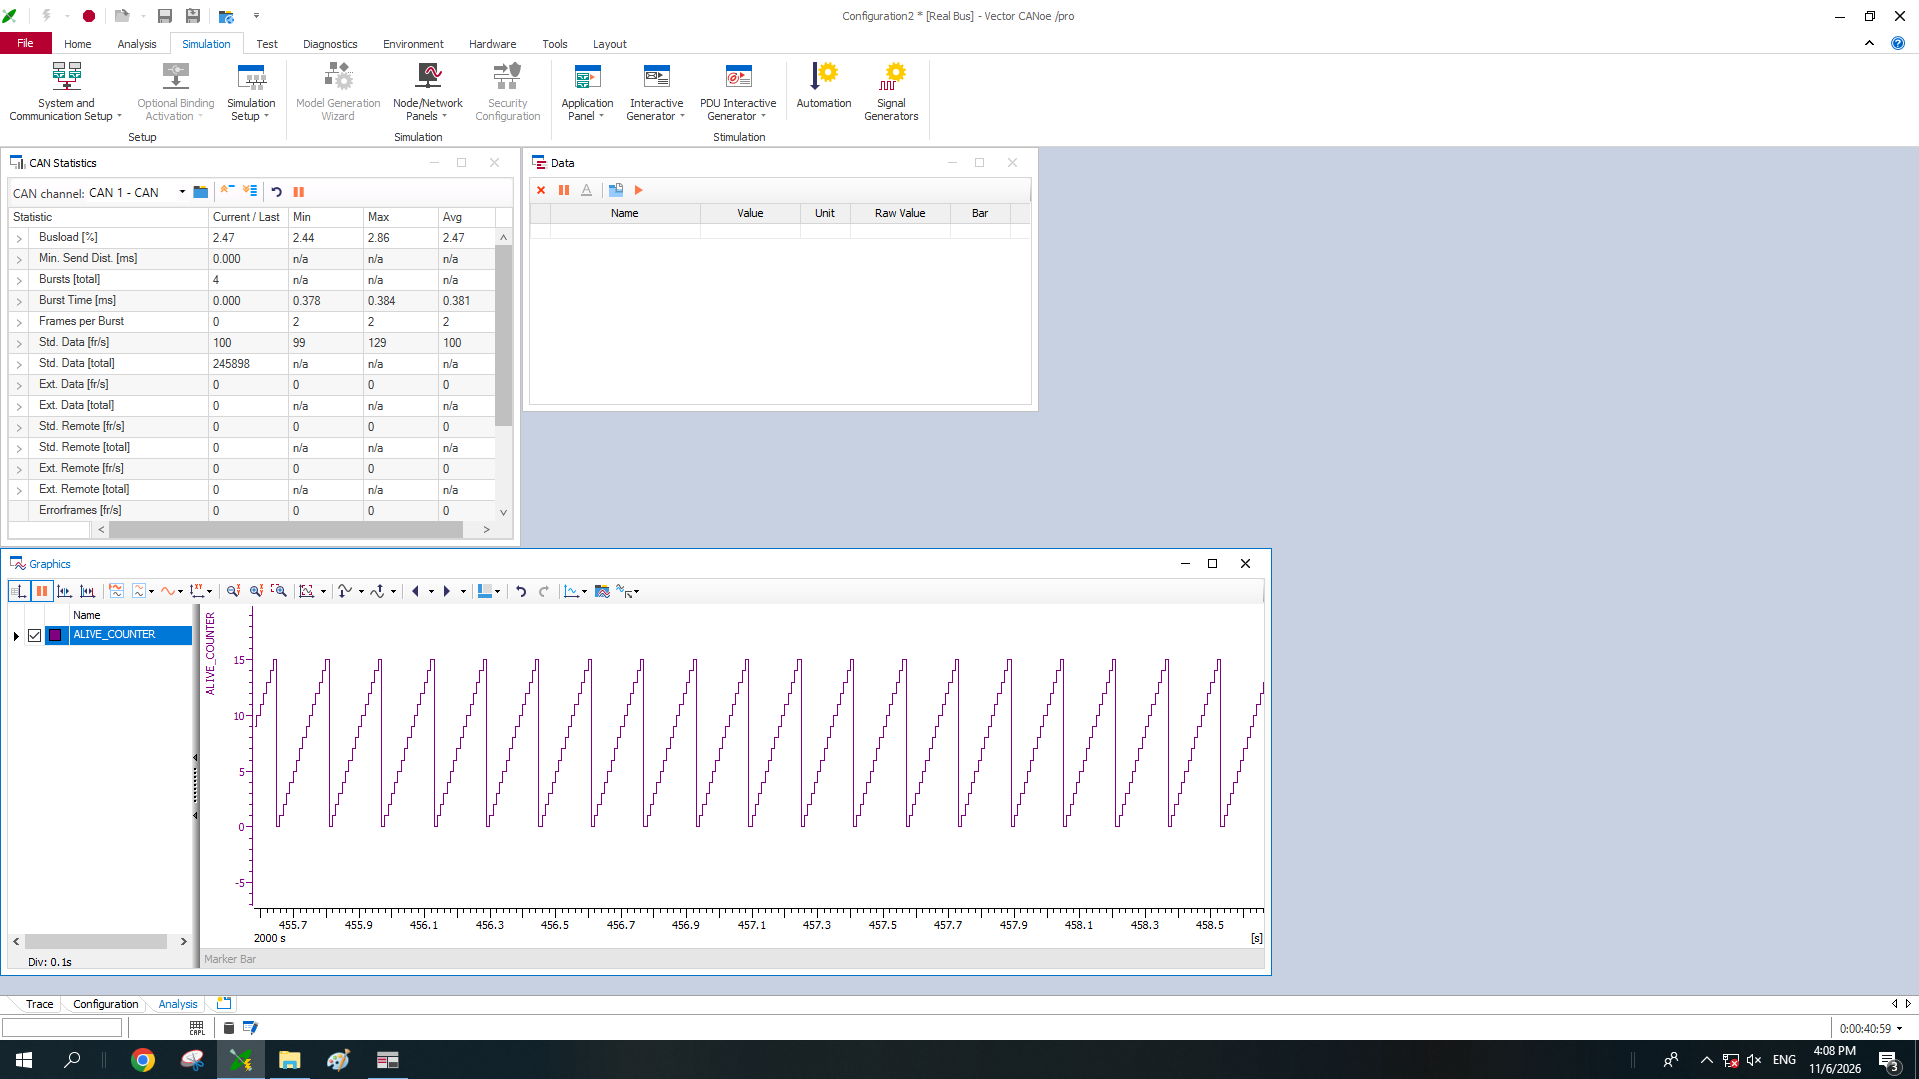 Configuration2 * [Real Bus] - Vector CANoe /pro
File Home Analysis Simulation Test Diagnostics Environment Hardware Tools Layout
System and Communication Setup
Optional Binding Activation
Simulation Setup
Model Generation Wizard
Node/Network Panels
Security Configuration
Application Panel
Interactive Generator
PDU Interactive Generator
Automation
Signal Generators
Setup Simulation Stimulation
CAN Statistics
CAN channel: CAN 1 - CAN
Statistic Current / Last Min Max Avg
Busload [%] 2.47 2.44 2.86 2.47
Min. Send Dist. [ms] 0.000 n/a n/a n/a
Bursts [total] 4 n/a n/a n/a
Burst Time [ms] 0.000 0.378 0.384 0.381
Frames per Burst 0 2 2 2
Std. Data [fr/s] 100 99 129 100
Std. Data [total] 245898 n/a n/a n/a
Ext. Data [fr/s] 0 0 0 0
Ext. Data [total] 0 n/a n/a n/a
Std. Remote [fr/s] 0 0 0 0
Std. Remote [total] 0 n/a n/a n/a
Ext. Remote [fr/s] 0 0 0 0
Ext. Remote [total] 0 n/a n/a n/a
Errorframes [fr/s] 0 0 0 0
Data
Name Value Unit Raw Value Bar
Graphics
Name
ALIVE_COUNTER
Div: 0.1s
ALIVE_COUNTER
15
10
5
0
-5
455.7 455.9 456.1 456.3 456.5 456.7 456.9 457.1 457.3 457.5 457.7 457.9 458.1 458.3 458.5
2000 s [s]
Marker Bar
Trace Configuration Analysis
CAPL
0:00:40:59
ENG
4:08 PM
11/6/2026
3